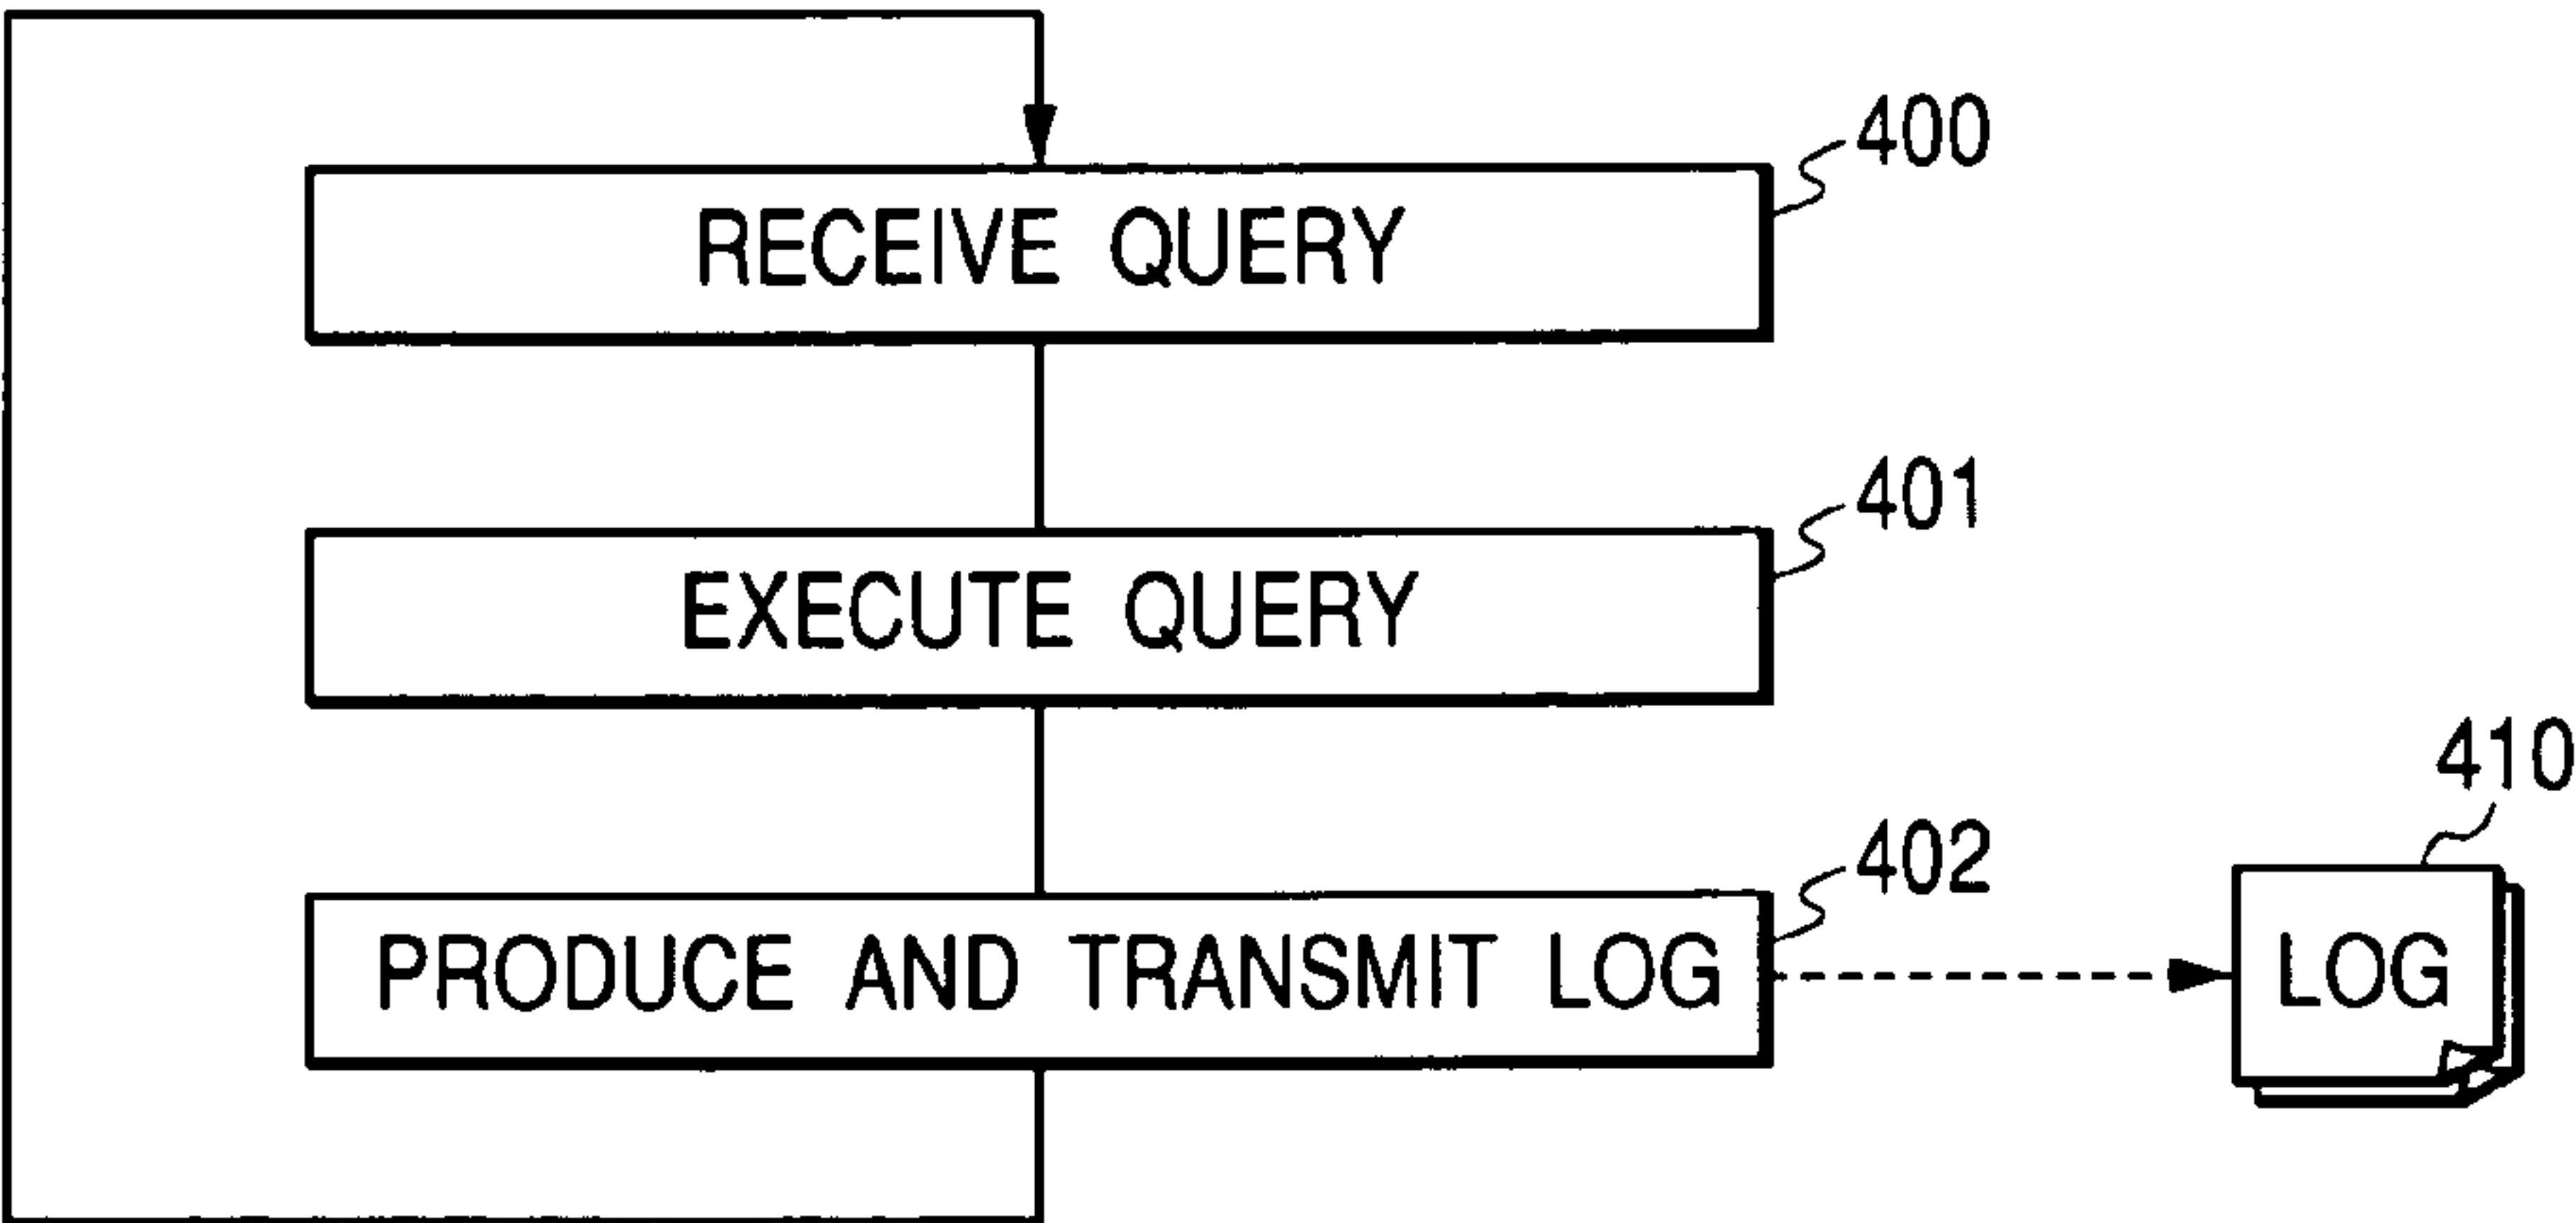 400
RECEIVE QUERY
401
EXECUTE QUERY
410
402
PRODUCE AND TRANSMIT LOG
LOG